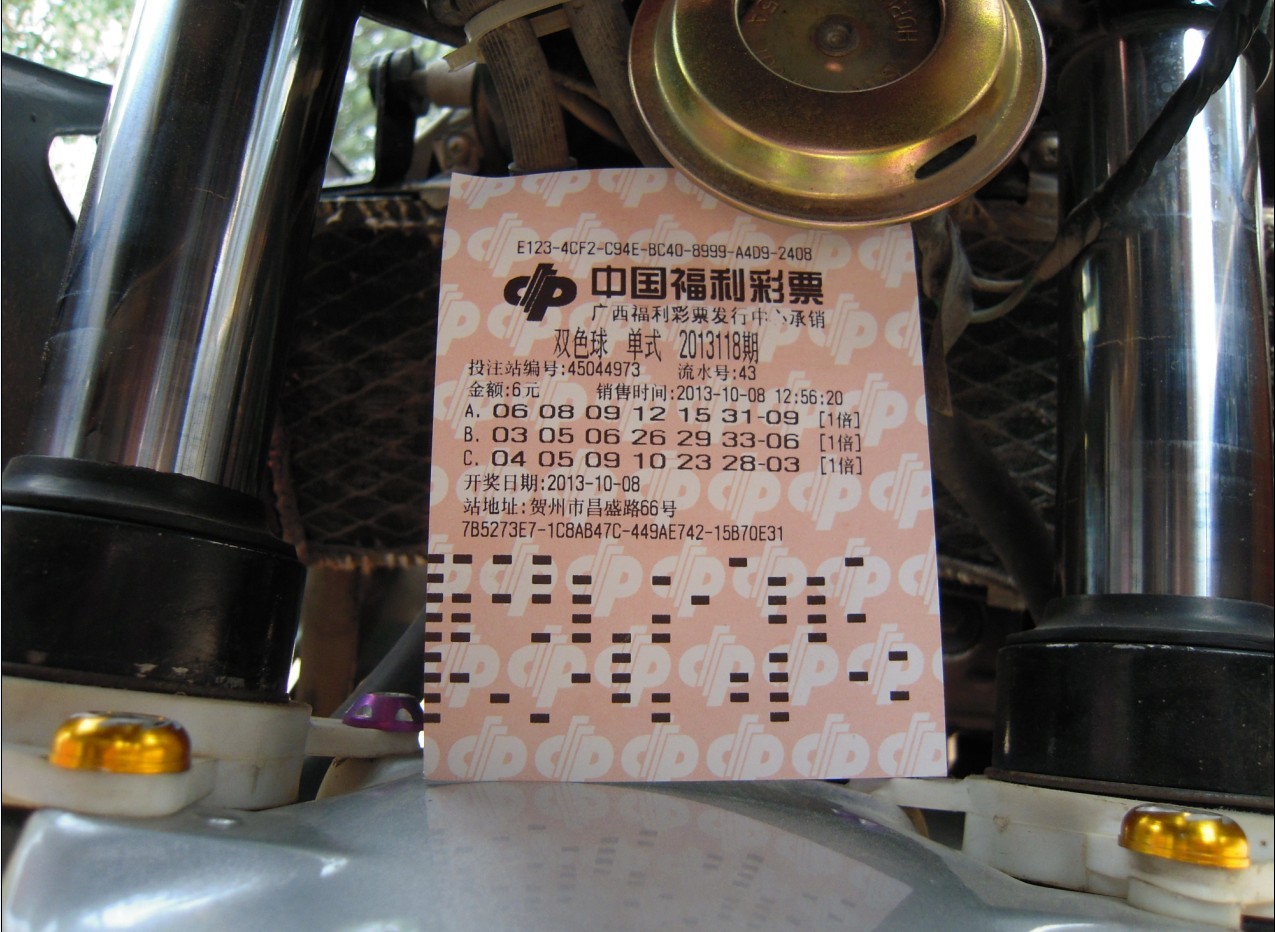 E123-4CF2-C94E-BC40-8999-A4D9-2408
中国福利彩票
广西福利彩票发行中心承销
双色球 单式 2013118期
投注站编号:45044973 流水号:43
金额:6元 销售时间:2013-10-08 12:56:20
A. 06 08 09 12 15 31-09 [1倍]
B. 03 05 06 26 29 33-06 [1倍]
C. 04 05 09 10 23 28-03 [1倍]
开奖日期:2013-10-08
站地址:贺州市昌盛路66号
7B5273E7-1C8AB47C-449AE742-15B70E31